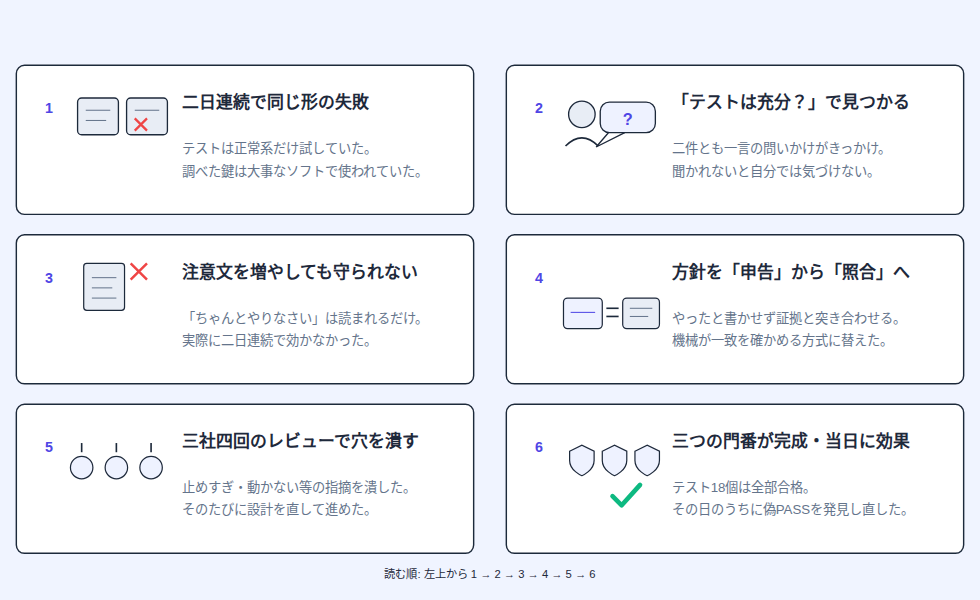 1
二日連続で同じ形の失敗
テストは正常系だけ試していた。
調べた鍵は大事なソフトで使われていた。
2
?
「テストは充分？」で見つかる
二件とも一言の問いかけがきっかけ。
聞かれないと自分では気づけない。
3
注意文を増やしても守られない
「ちゃんとやりなさい」は読まれるだけ。
実際に二日連続で効かなかった。
4
方針を「申告」から「照合」へ
やったと書かせず証拠と突き合わせる。
機械が一致を確かめる方式に替えた。
5
三社四回のレビューで穴を潰す
止めすぎ・動かない等の指摘を潰した。
そのたびに設計を直して進めた。
6
三つの門番が完成・当日に効果
テスト18個は全部合格。
その日のうちに偽PASSを発見し直した。
読む順: 左上から 1 → 2 → 3 → 4 → 5 → 6